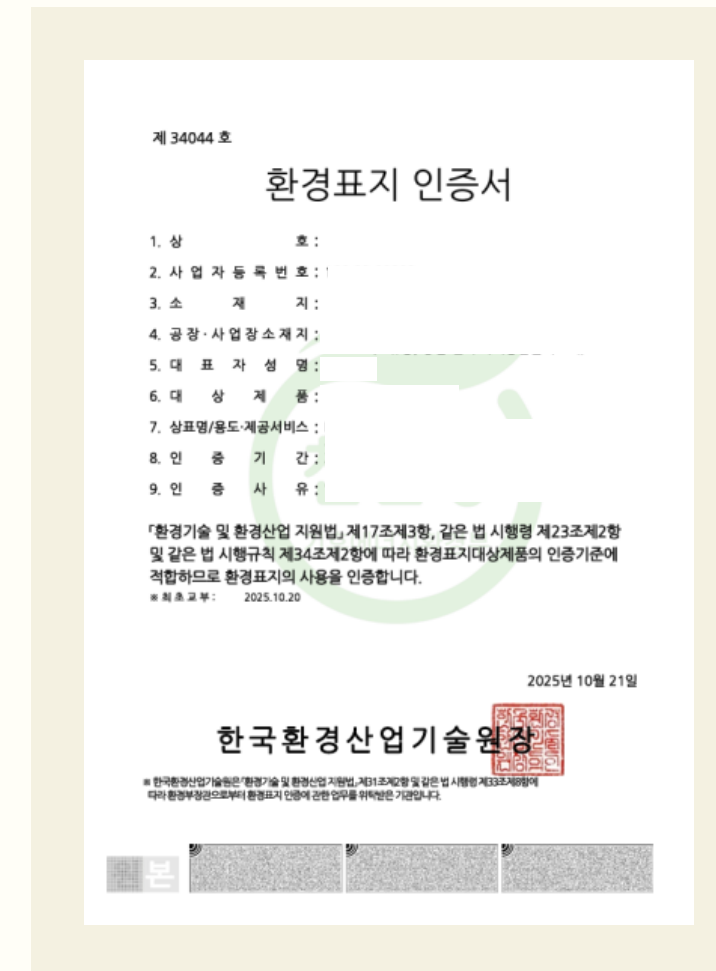 제 34044 호
환경표지 인증서
1. 상 호 :
2. 사 업 자 등 록 번 호 :
3. 소 재 지 :
4. 공 장 · 사 업 장 소 재 지 :
5. 대 표 자 성 명 :
6. 대 상 제 품 :
7. 상표명/용도·제공서비스 :
8. 인 증 기 간 :
9. 인 증 사 유 :
「환경기술 및 환경산업 지원법」 제17조제3항, 같은 법 시행령 제23조제2항
및 같은 법 시행규칙 제34조제2항에 따라 환경표지대상제품의 인증기준에
적합하므로 환경표지의 사용을 인증합니다.
※ 최 초 교 부 : 2025.10.20
2025년 10월 21일
한국환경산업기술원장
※ 한국환경산업기술원은 「환경기술 및 환경산업 지원법」 제31조제2항 및 같은 법 시행령 제33조제8항에
따라 환경부장관으로부터 환경표지 인증에 관한 업무를 위탁받은 기관입니다.
본